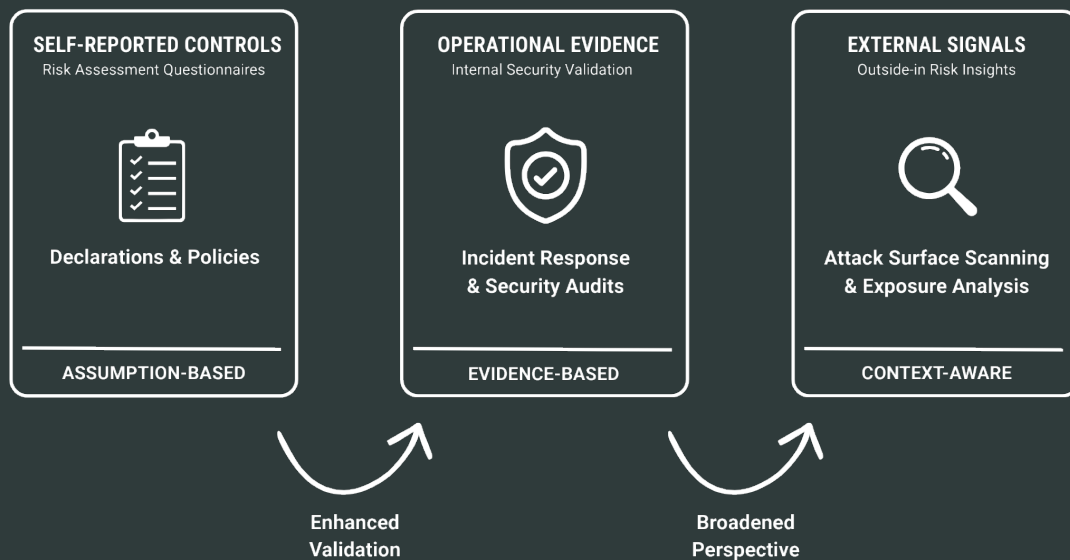 SELF-REPORTED CONTROLS
Risk Assessment Questionnaires
Declarations & Policies
ASSUMPTION-BASED
OPERATIONAL EVIDENCE
Internal Security Validation
Incident Response
& Security Audits
EVIDENCE-BASED
EXTERNAL SIGNALS
Outside-in Risk Insights
Attack Surface Scanning
& Exposure Analysis
CONTEXT-AWARE
Enhanced
Validation
Broadened
Perspective